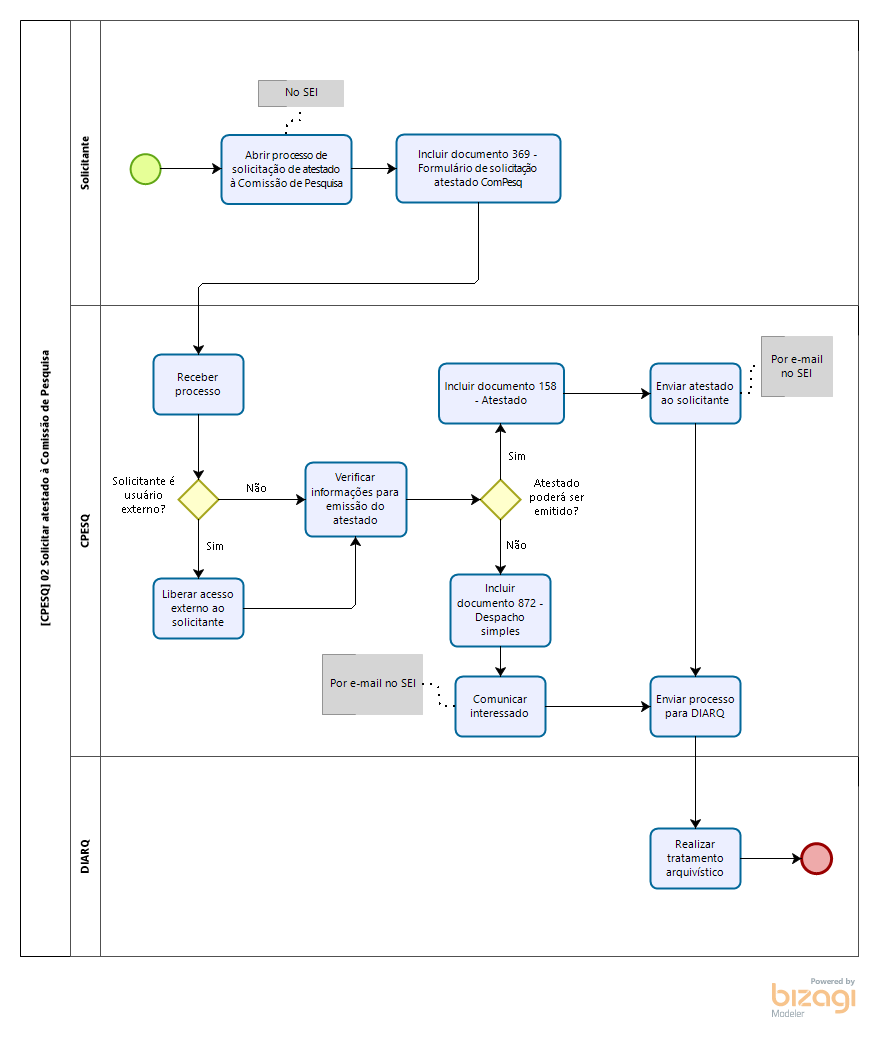 [CPESQ] 02 Solicitar atestado à Comissão de Pesquisa
Solicitante
No SEI
Abrir processo de
solicitação de atestado
à Comissão de Pesquisa
Incluir documento 369 -
Formulário de solicitação
atestado ComPesq
CPESQ
Receber
processo
Solicitante é
usuário
externo?
Não
Sim
Liberar acesso
externo ao
solicitante
Verificar
informações para
emissão do
atestado
Atestado
poderá ser
emitido?
Sim
Incluir documento 158
- Atestado
Enviar atestado
ao solicitante
Por e-mail
no SEI
Não
Incluir
documento 872 -
Despacho
simples
Por e-mail no SEI
Comunicar
interessado
Enviar processo
para DIARQ
DIARQ
Realizar
tratamento
arquivístico
Powered by
bizagi
Modeler